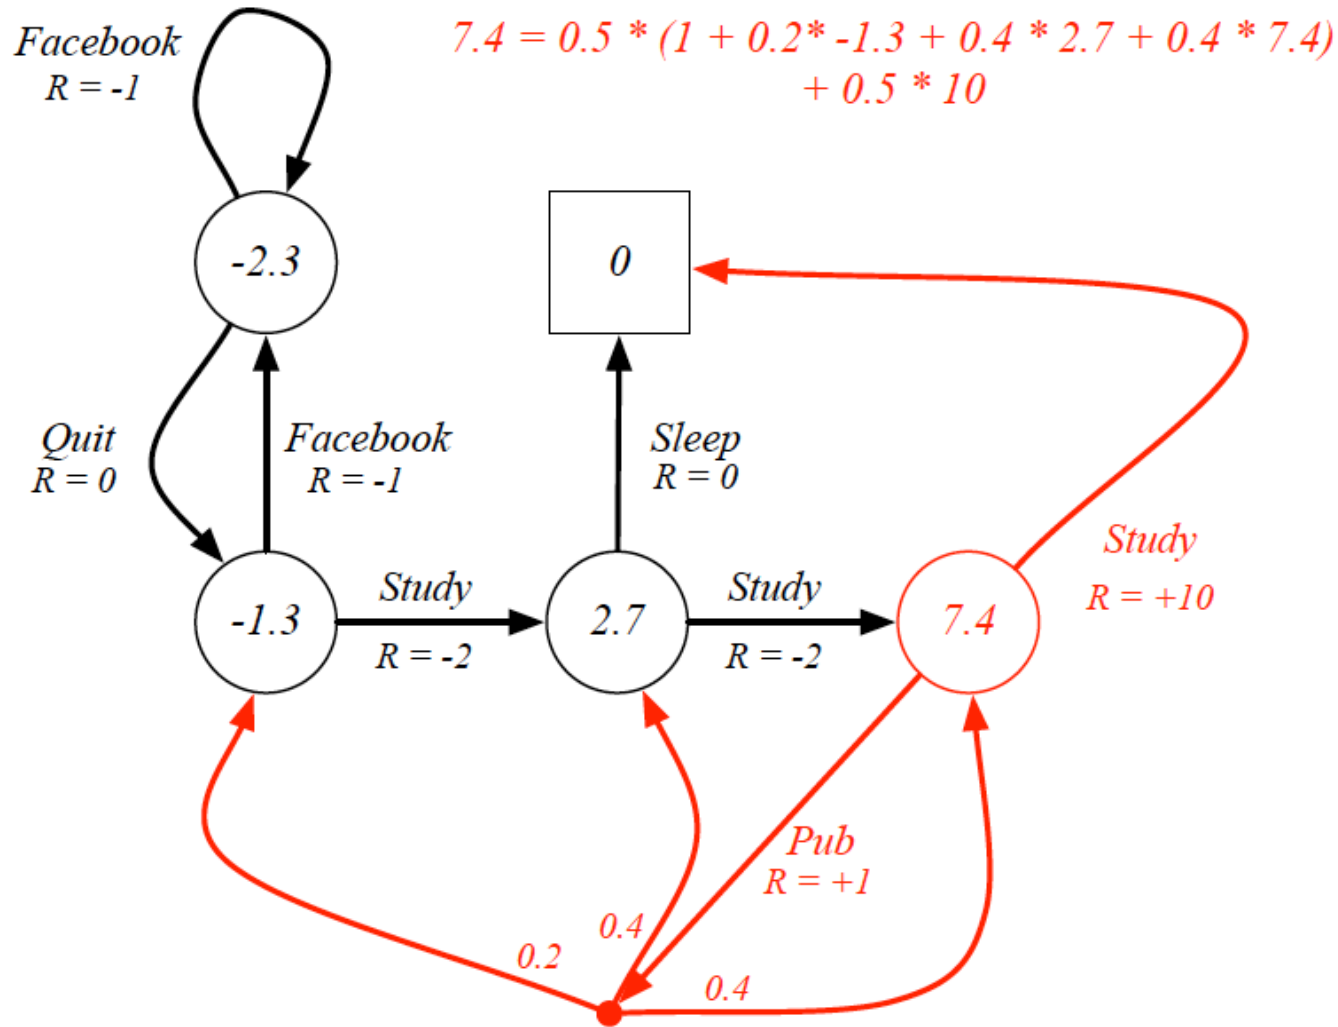 Facebook
R = -1
7.4 = 0.5 * (1 + 0.2* -1.3 + 0.4 * 2.7 + 0.4 * 7.4)
+ 0.5 * 10
-2.3
0
Quit
R = 0
Facebook
R = -1
Sleep
R = 0
Study
R = +10
-1.3
Study
R = -2
2.7
Study
R = -2
7.4
Pub
R = +1
0.4
0.2
0.4